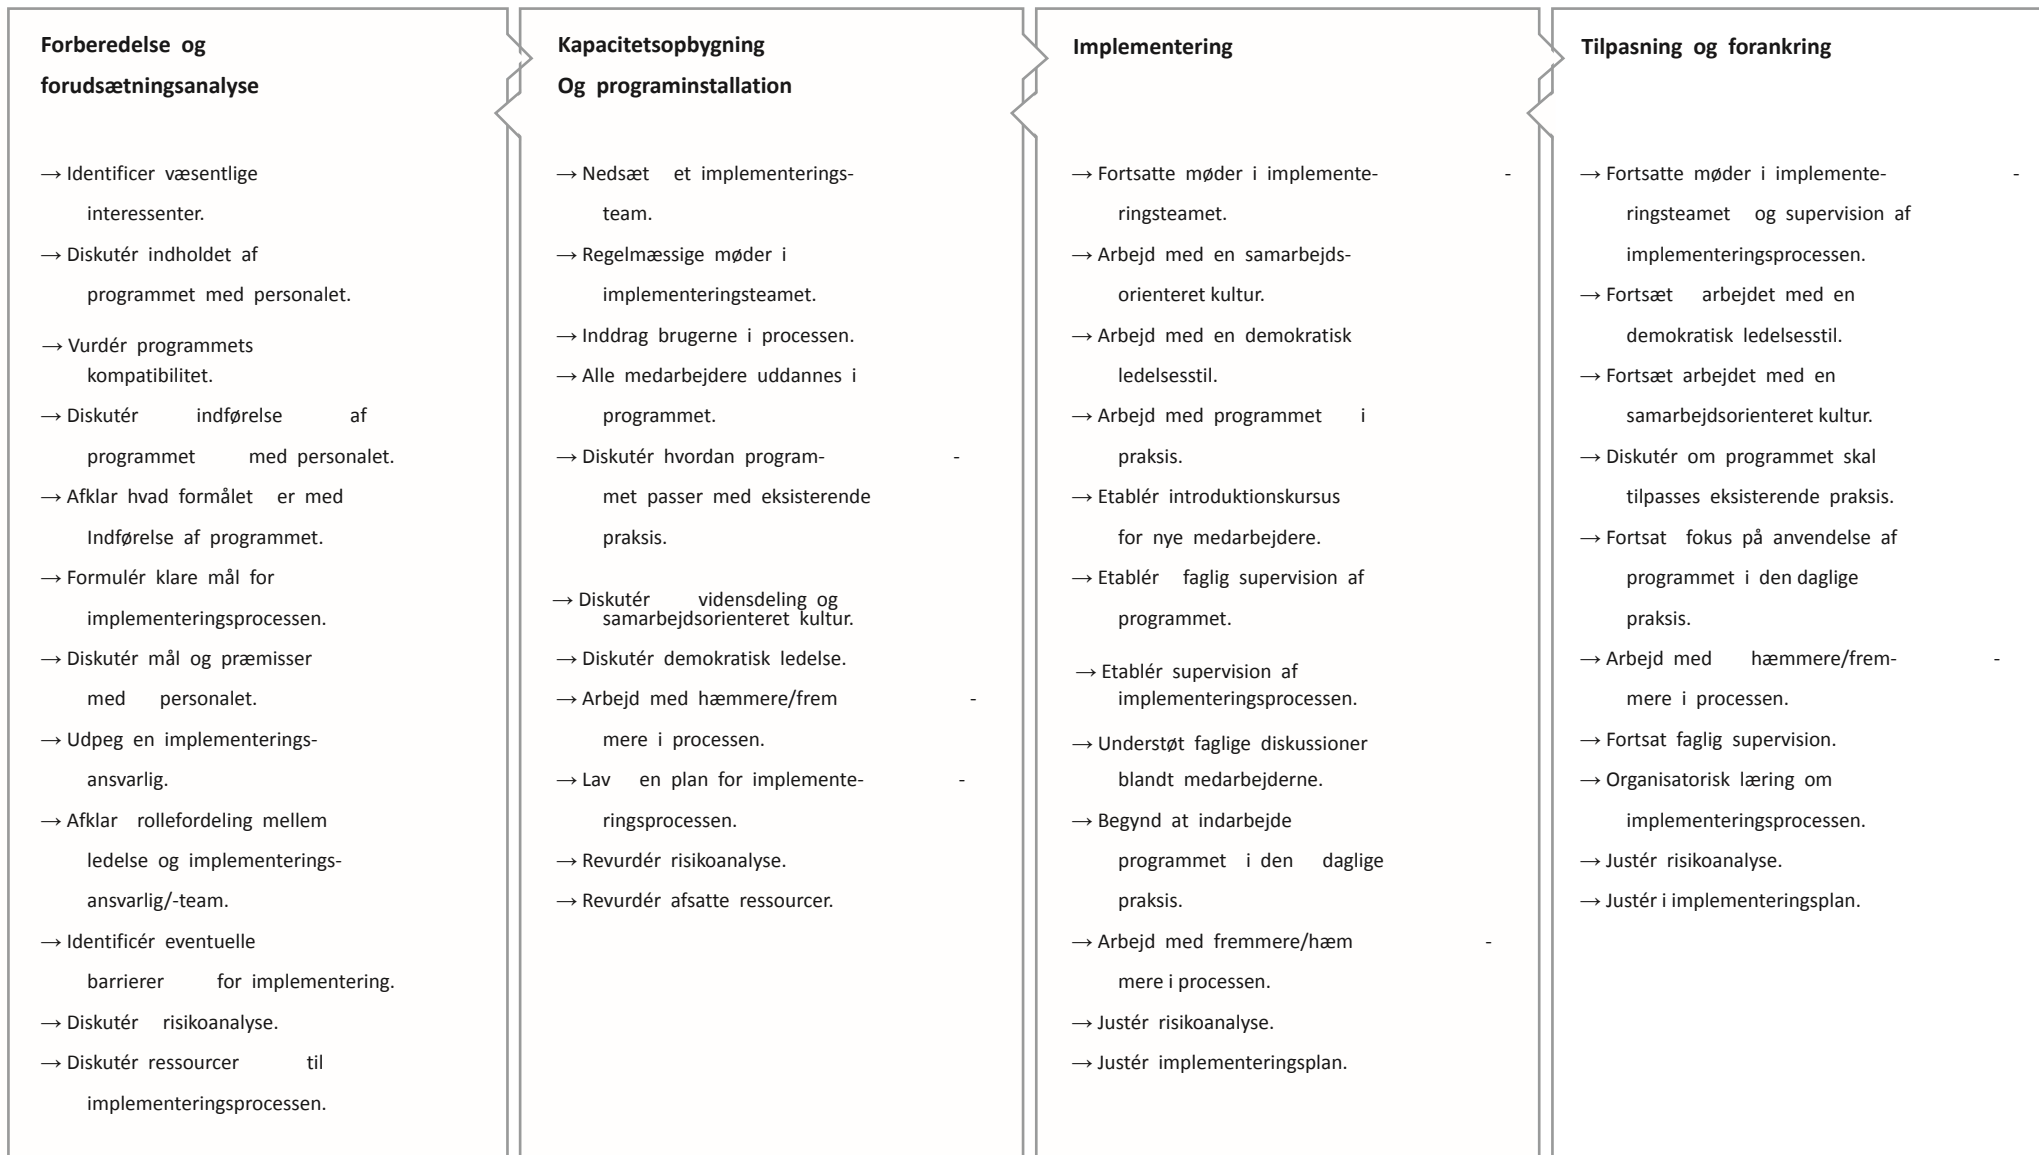 Forberedelse og
forudsætningsanalyse
→ Identificer væsentlige
interessenter.
→ Diskutér indholdet af
programmet med personalet.
→ Vurdér programmets
kompatibilitet.
→ Diskutér indførelse af
programmet med personalet.
→ Afklar hvad formålet er med
Indførelse af programmet.
→ Formulér klare mål for
implementeringsprocessen.
→ Diskutér mål og præmisser
med personalet.
→ Udpeg en implementerings-
ansvarlig.
→ Afklar rollefordeling mellem
ledelse og implementerings-
ansvarlig/-team.
→ Identificér eventuelle
barrierer for implementering.
→ Diskutér risikoanalyse.
→ Diskutér ressourcer til
implementeringsprocessen.
Kapacitetsopbygning
Og programinstallation
→ Nedsæt et implementerings-
team.
→ Regelmæssige møder i
implementeringsteamet.
→ Inddrag brugerne i processen.
→ Alle medarbejdere uddannes i
programmet.
→ Diskutér hvordan program- -
met passer med eksisterende
praksis.
→ Diskutér vidensdeling og
samarbejdsorienteret kultur.
→ Diskutér demokratisk ledelse.
→ Arbejd med hæmmere/frem -
mere i processen.
→ Lav en plan for implemente- -
ringsprocessen.
→ Revurdér risikoanalyse.
→ Revurdér afsatte ressourcer.
Implementering
→ Fortsatte møder i implemente- -
ringsteamet.
→ Arbejd med en samarbejds-
orienteret kultur.
→ Arbejd med en demokratisk
ledelsesstil.
→ Arbejd med programmet i
praksis.
→ Etablér introduktionskursus
for nye medarbejdere.
→ Etablér faglig supervision af
programmet.
→ Etablér supervision af
implementeringsprocessen.
→ Understøt faglige diskussioner
blandt medarbejderne.
→ Begynd at indarbejde
programmet i den daglige
praksis.
→ Arbejd med fremmere/hæm -
mere i processen.
→ Justér risikoanalyse.
→ Justér implementeringsplan.
Tilpasning og forankring
→ Fortsatte møder i implemente- -
ringsteamet og supervision af
implementeringsprocessen.
→ Fortsæt arbejdet med en
demokratisk ledelsesstil.
→ Fortsæt arbejdet med en
samarbejdsorienteret kultur.
→ Diskutér om programmet skal
tilpasses eksisterende praksis.
→ Fortsat fokus på anvendelse af
programmet i den daglige
praksis.
→ Arbejd med hæmmere/frem- -
mere i processen.
→ Fortsat faglig supervision.
→ Organisatorisk læring om
implementeringsprocessen.
→ Justér risikoanalyse.
→ Justér i implementeringsplan.